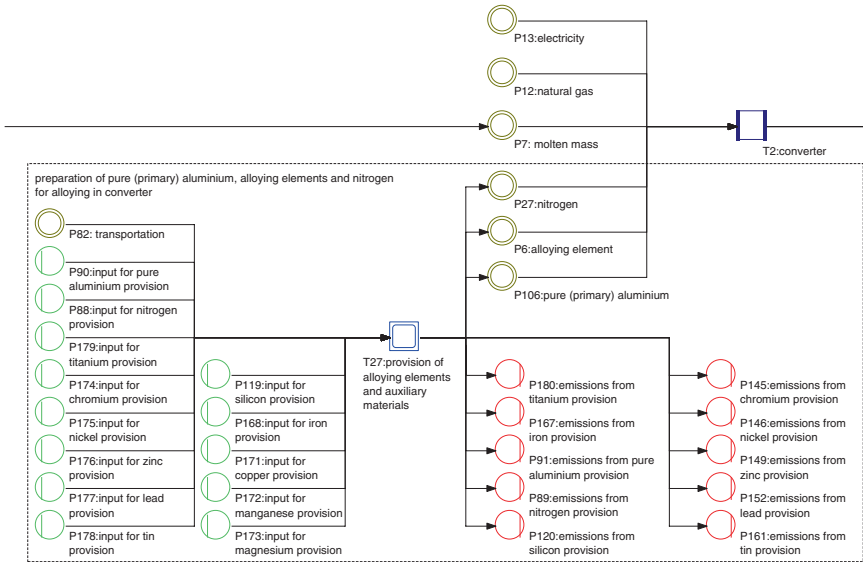 P13:electricity
P12:natural gas
P7: molten mass
T2:converter
preparation of pure (primary) aluminium, alloying elements and nitrogen
for alloying in converter
P27:nitrogen
P6:alloying element
P106:pure (primary) aluminium
P82: transportation
P90:input for pure
aluminium provision
P88:input for nitrogen
provision
P179:input for
titanium provision
P174:input for
chromium provision
P175:input for
nickel provision
P176:input for zinc
provision
P177:input for lead
provision
P178:input for tin
provision
P119:input for
silicon provision
P168:input for iron
provision
P171:input for
copper provision
P172:input for
manganese provision
P173:input for
magnesium provision
T27:provision of
alloying elements
and auxiliary
materials
P180:emissions from
titanium provision
P167:emissions from
iron provision
P91:emissions from pure
aluminium provision
P89:emissions from
nitrogen provision
P120:emissions from
silicon provision
P145:emissions from
chromium provision
P146:emissions from
nickel provision
P149:emissions from
zinc provision
P152:emissions from
lead provision
P161:emissions from
tin provision